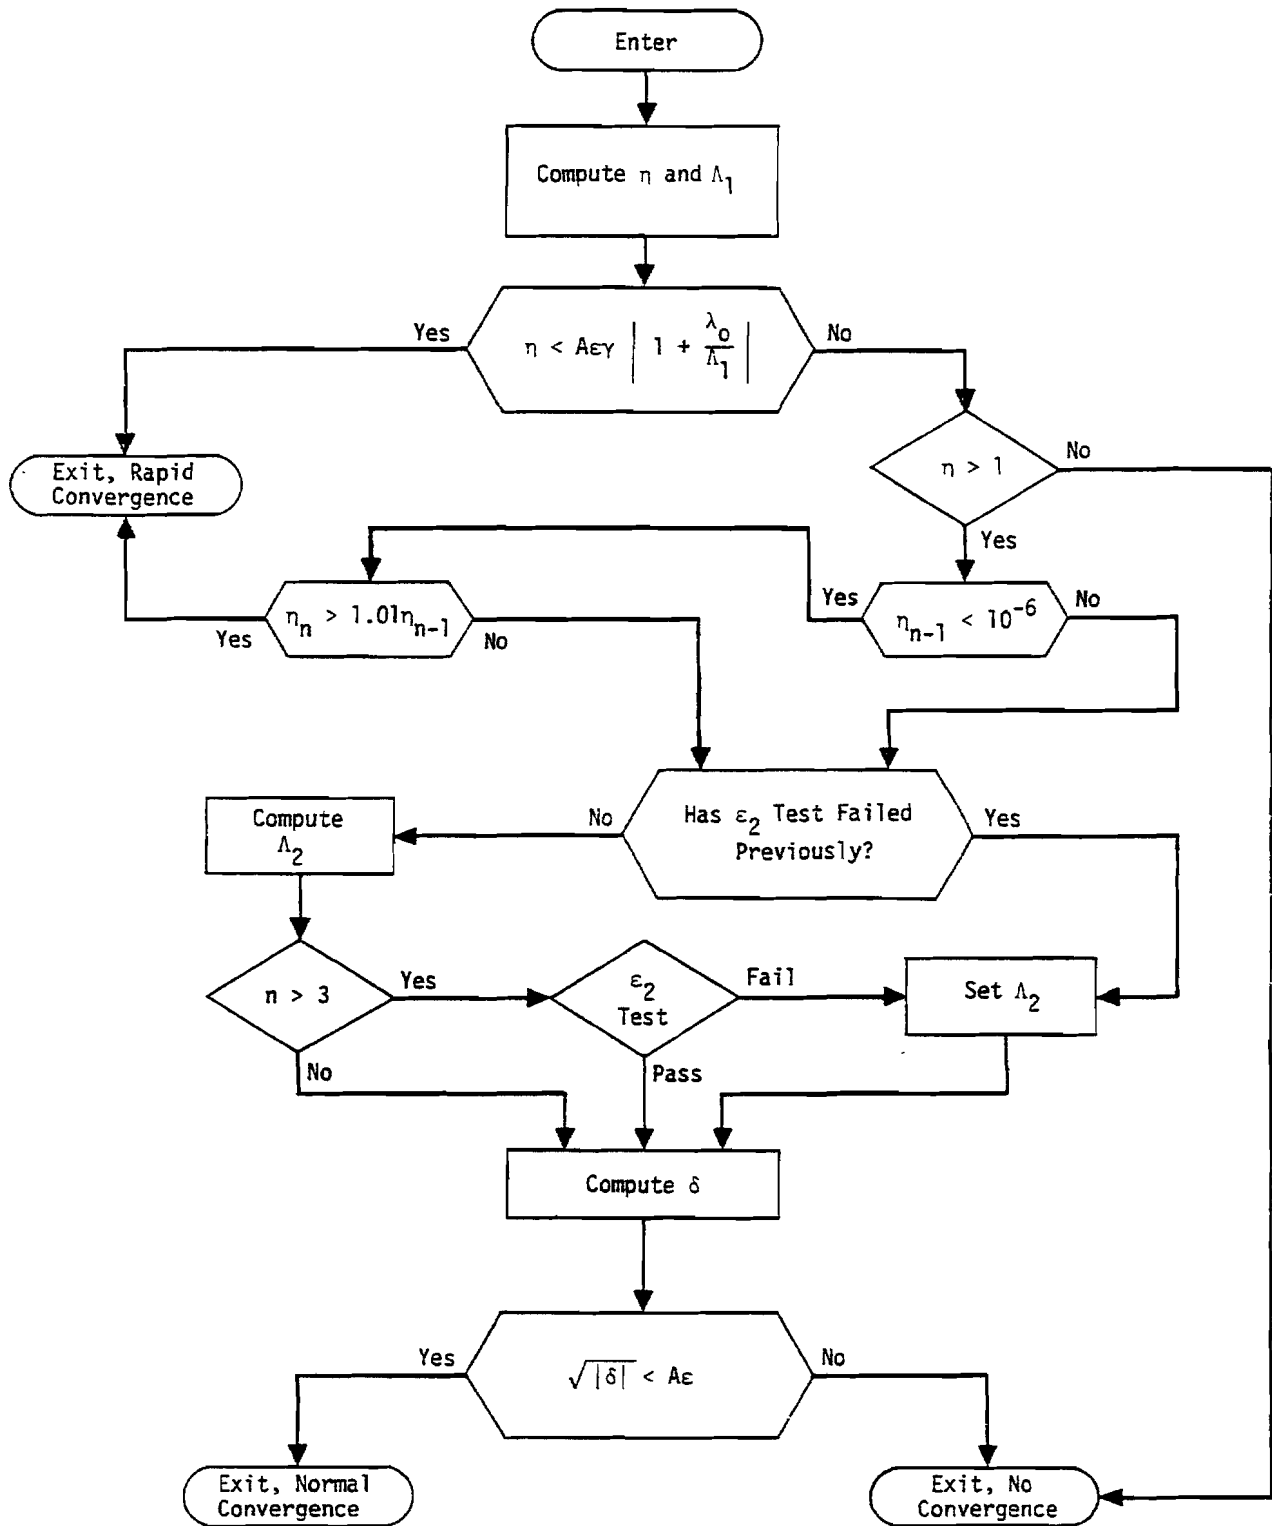 Enter
Compute η and Λ₁
Yes
η < Aεγ | 1 + λ₀/Λ₁ |
No
Exit, Rapid
Convergence
η > 1
No
Yes
ηₙ > 1.01ηₙ₋₁
Yes
No
Yes
ηₙ₋₁ < 10⁻⁶
No
Compute
Λ₂
No
Has ε₂ Test Failed
Previously?
Yes
n > 3
Yes
ε₂
Test
Fail
Set Λ₂
No
Pass
Compute δ
Yes
√|δ| < Aε
No
Exit, Normal
Convergence
Exit, No
Convergence